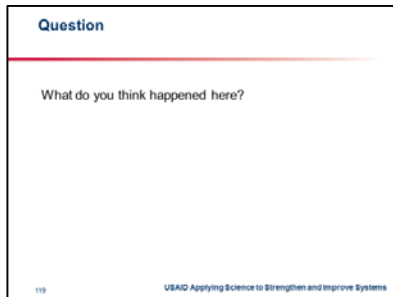 Question
What do you think happened here?
119
USAID Applying Science to Strengthen and Improve Systems